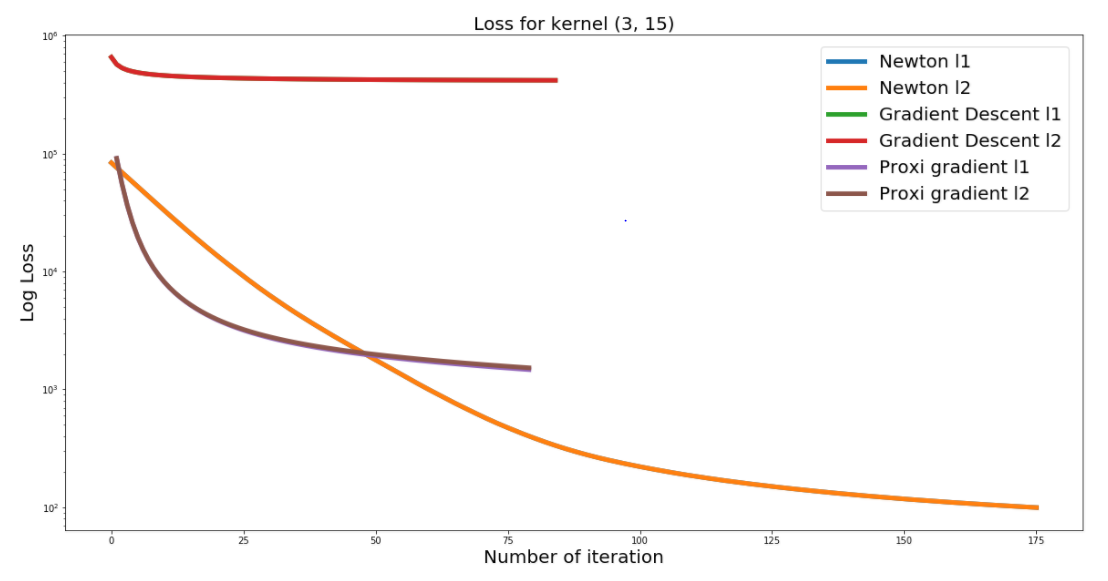 Loss for kernel (3, 15)
10⁶
10⁵
10⁴
10³
10²
Log Loss
Newton l1
Newton l2
Gradient Descent l1
Gradient Descent l2
Proxi gradient l1
Proxi gradient l2
0 25 50 75 100 125 150 175
Number of iteration